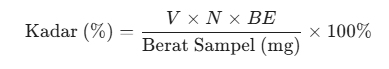 Kadar (%) = V × N × BE / Berat Sampel (mg) × 100%